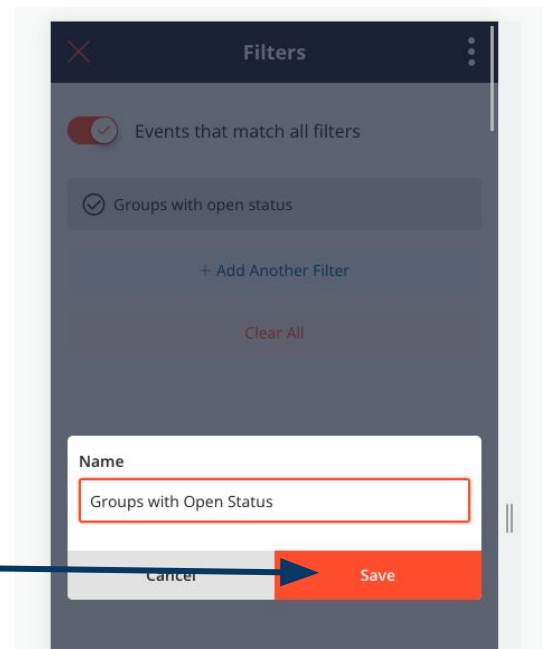 Filters
Events that match all filters
Groups with open status
+ Add Another Filter
Clear All
Name
Groups with Open Status
Cancel
Save